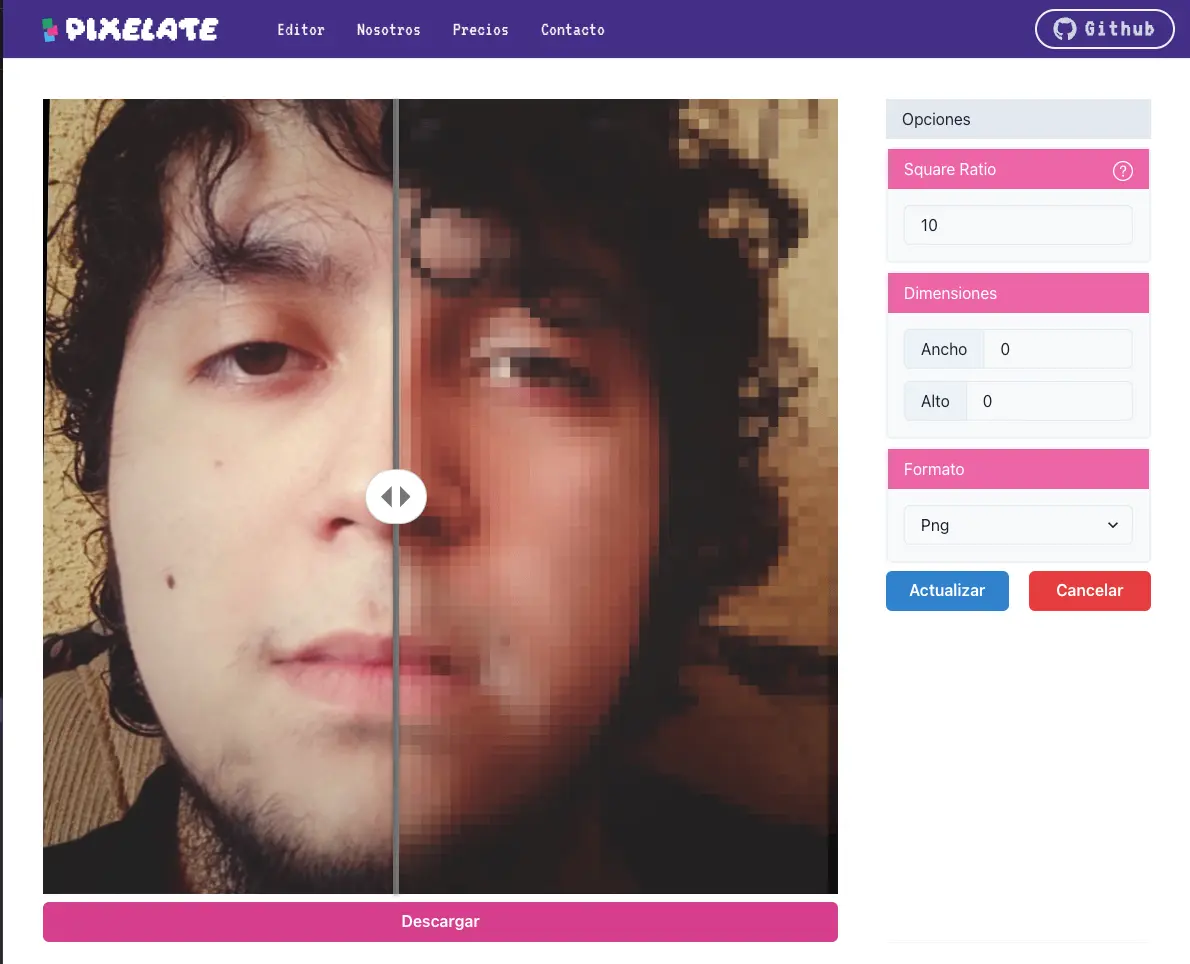 PIXELATE
Editor Nosotros Precios Contacto
Github
Opciones
Square Ratio ?
10
Dimensiones
Ancho 0
Alto 0
Formato
Png
Actualizar Cancelar
Descargar